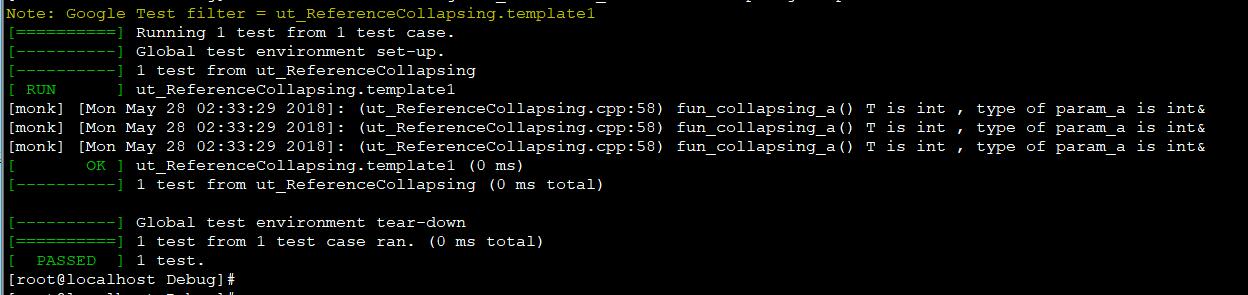 Note: Google Test filter = ut_ReferenceCollapsing.template1
[==========] Running 1 test from 1 test case.
[----------] Global test environment set-up.
[----------] 1 test from ut_ReferenceCollapsing
[ RUN      ] ut_ReferenceCollapsing.template1
[monk] [Mon May 28 02:33:29 2018]: (ut_ReferenceCollapsing.cpp:58) fun_collapsing_a() T is int , type of param_a is int&
[monk] [Mon May 28 02:33:29 2018]: (ut_ReferenceCollapsing.cpp:58) fun_collapsing_a() T is int , type of param_a is int&
[monk] [Mon May 28 02:33:29 2018]: (ut_ReferenceCollapsing.cpp:58) fun_collapsing_a() T is int , type of param_a is int&
[       OK ] ut_ReferenceCollapsing.template1 (0 ms)
[----------] 1 test from ut_ReferenceCollapsing (0 ms total)
[----------] Global test environment tear-down
[==========] 1 test from 1 test case ran. (0 ms total)
[  PASSED  ] 1 test.
[root@localhost Debug]#